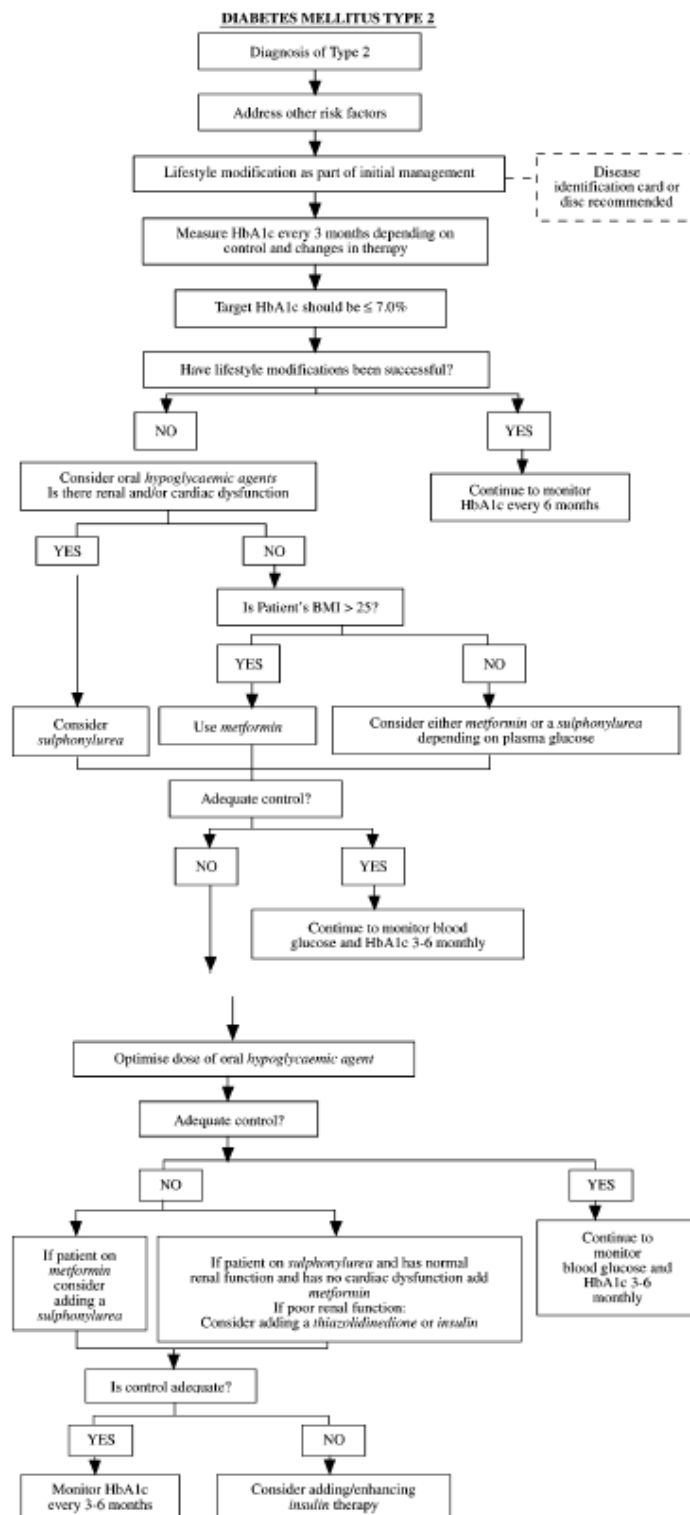 DIABETES MELLITUS TYPE 2
Diagnosis of Type 2
Address other risk factors
Lifestyle modification as part of initial management
Disease
identification card or
disc recommended
Measure HbA1c every 3 months depending on
control and changes in therapy
Target HbA1c should be ≤ 7.0%
Have lifestyle modifications been successful?
NO
YES
Consider oral hypoglycaemic agents
Is there renal and/or cardiac dysfunction
Continue to monitor
HbA1c every 6 months
YES
NO
Is Patient's BMI > 25?
YES
NO
Consider
sulphonylurea
Use metformin
Consider either metformin or a sulphonylurea
depending on plasma glucose
Adequate control?
NO
YES
Continue to monitor blood
glucose and HbA1c 3-6 monthly
Optimise dose of oral hypoglycaemic agent
Adequate control?
NO
YES
If patient on
metformin
consider
adding a
sulphonylurea
If patient on sulphonylurea and has normal
renal function and has no cardiac dysfunction add
metformin
If poor renal function:
Consider adding a thiazolidinedione or insulin
Continue to
monitor
blood glucose and
HbA1c 3-6
monthly
Is control adequate?
YES
NO
Monitor HbA1c
every 3-6 months
Consider adding/enhancing
insulin therapy